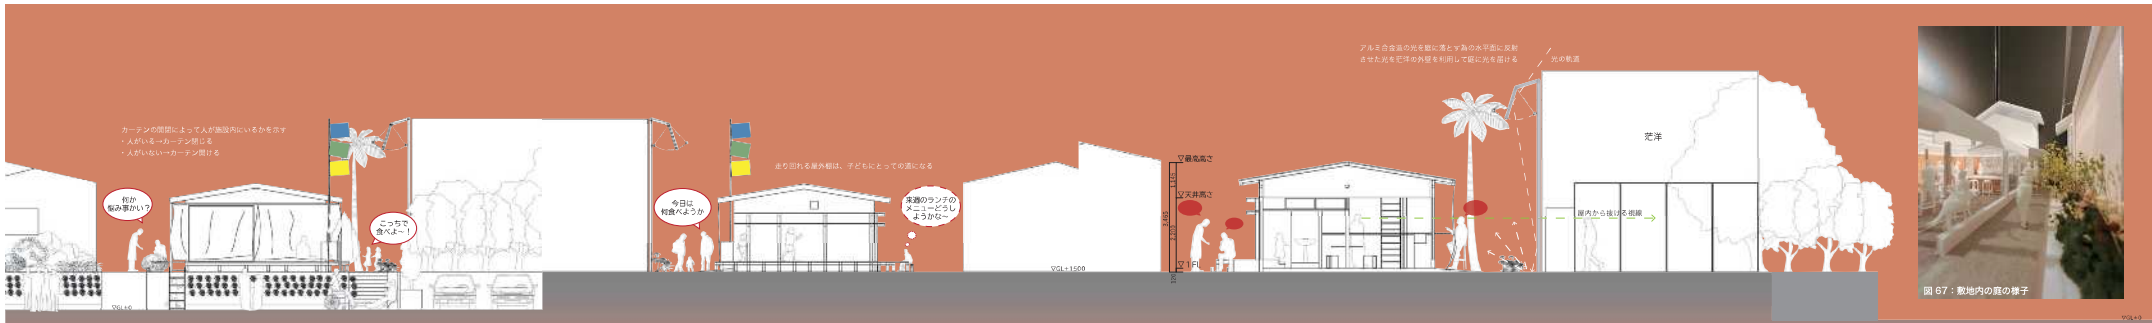 カーテンの開閉によって人が施設内にいるかを示す
・人がいる→カーテン閉じる
・人がいない→カーテン開ける
何か
悩み事かい？
こっちで
食べよ〜！
▽GL±0
今日は
何食べようか
走り回れる屋外廊は、子どもにとっての道になる
来週のランチの
メニューどうし
ようかな〜
▽GL+1500
▽最高高さ
▽天井高さ
▽1FL
アルミ合金造の光を庭に落とす為の水平面に反射
させた光を茫洋の外壁を利用して庭に光を届ける
光の軌道
茫洋
屋内から抜ける視線
図 67：敷地内の庭の様子
▽GL±0